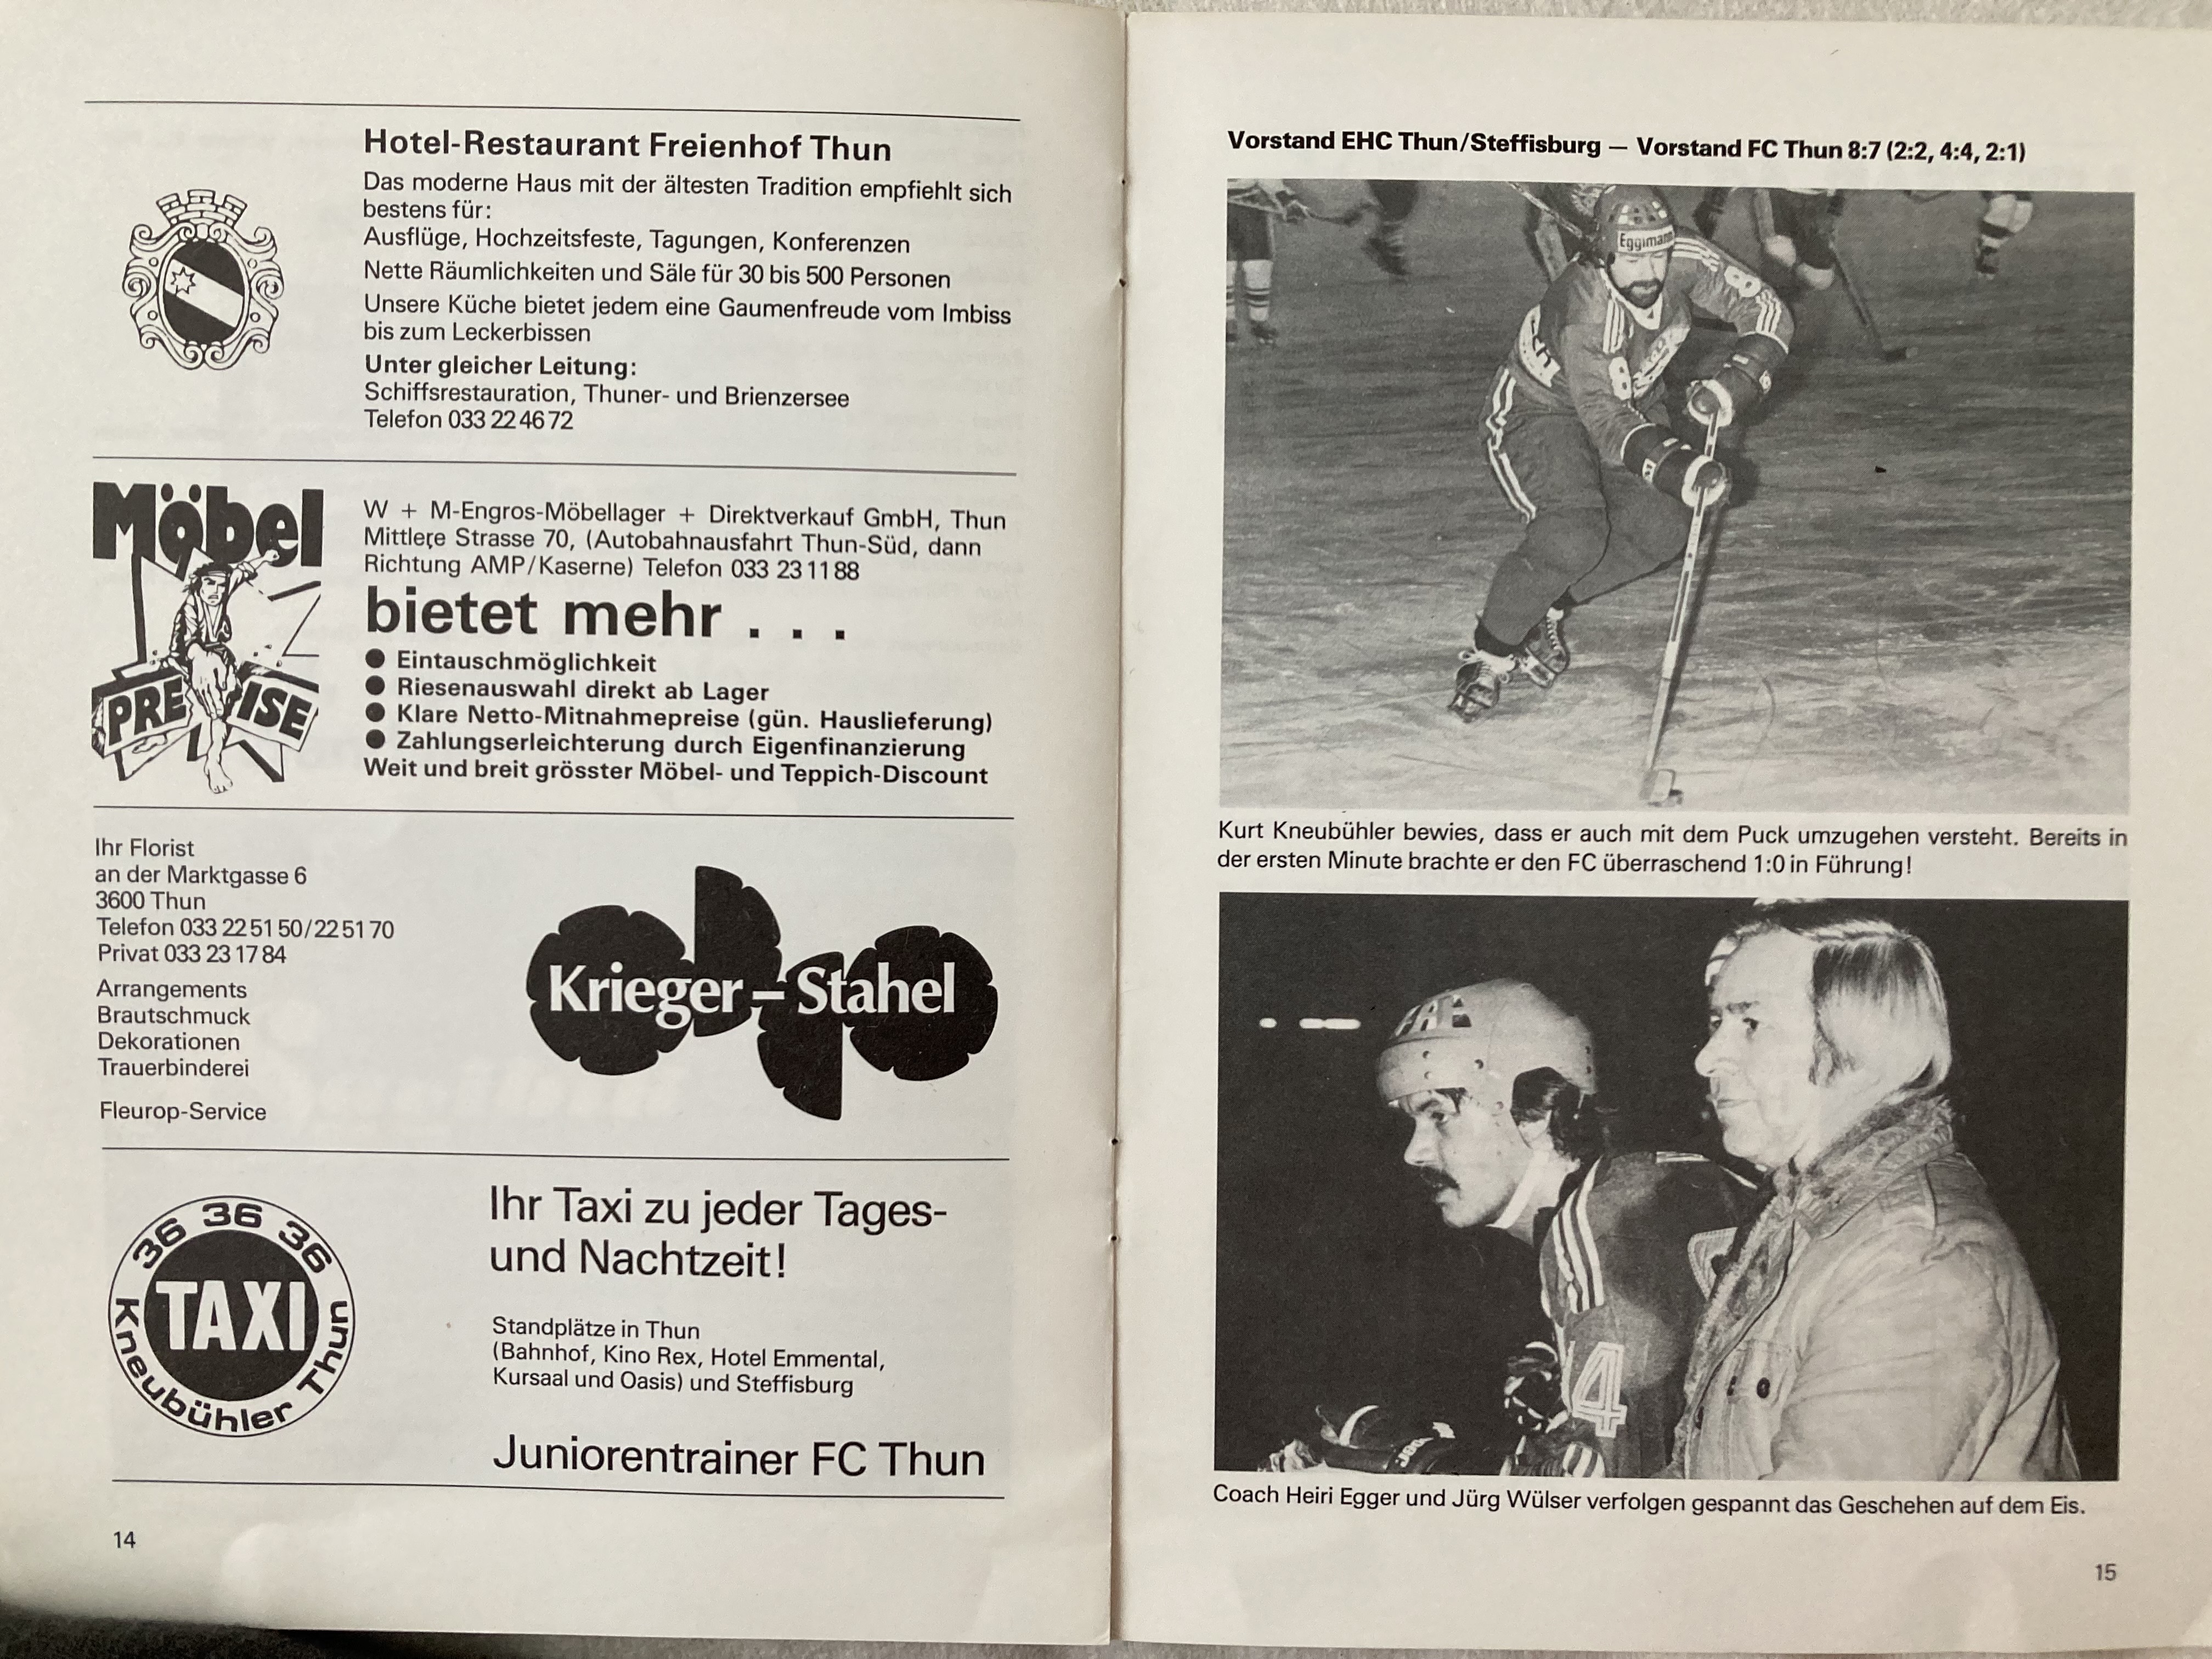 Hotel-Restaurant Freienhof Thun
Das moderne Haus mit der ältesten Tradition empfiehlt sich
bestens für:
Ausflüge, Hochzeitsfeste, Tagungen, Konferenzen
Nette Räumlichkeiten und Säle für 30 bis 500 Personen
Unsere Küche bietet jedem eine Gaumenfreude vom Imbiss
bis zum Leckerbissen
Unter gleicher Leitung:
Schiffsrestauration, Thuner- und Brienzersee
Telefon 033 22 46 72
Möbel
PREISE
W + M-Engros-Möbellager + Direktverkauf GmbH, Thun
Mittlere Strasse 70, (Autobahnausfahrt Thun-Süd, dann
Richtung AMP/Kaserne) Telefon 033 23 11 88
bietet mehr . . .
● Eintauschmöglichkeit
● Riesenauswahl direkt ab Lager
● Klare Netto-Mitnahmepreise (gün. Hauslieferung)
● Zahlungserleichterung durch Eigenfinanzierung
Weit und breit grösster Möbel- und Teppich-Discount
Ihr Florist
an der Marktgasse 6
3600 Thun
Telefon 033 22 51 50/22 51 70
Privat 033 23 17 84
Arrangements
Brautschmuck
Dekorationen
Trauerbinderei
Fleurop-Service
Krieger–Stahel
36 36 36
TAXI
Kneubühler Thun
Ihr Taxi zu jeder Tages-
und Nachtzeit!
Standplätze in Thun
(Bahnhof, Kino Rex, Hotel Emmental,
Kursaal und Oasis) und Steffisburg
Juniorentrainer FC Thun
14
Vorstand EHC Thun/Steffisburg — Vorstand FC Thun 8:7 (2:2, 4:4, 2:1)
Eggimann
8
8
Kurt Kneubühler bewies, dass er auch mit dem Puck umzugehen versteht. Bereits in
der ersten Minute brachte er den FC überraschend 1:0 in Führung!
4
Coach Heiri Egger und Jürg Wülser verfolgen gespannt das Geschehen auf dem Eis.
15